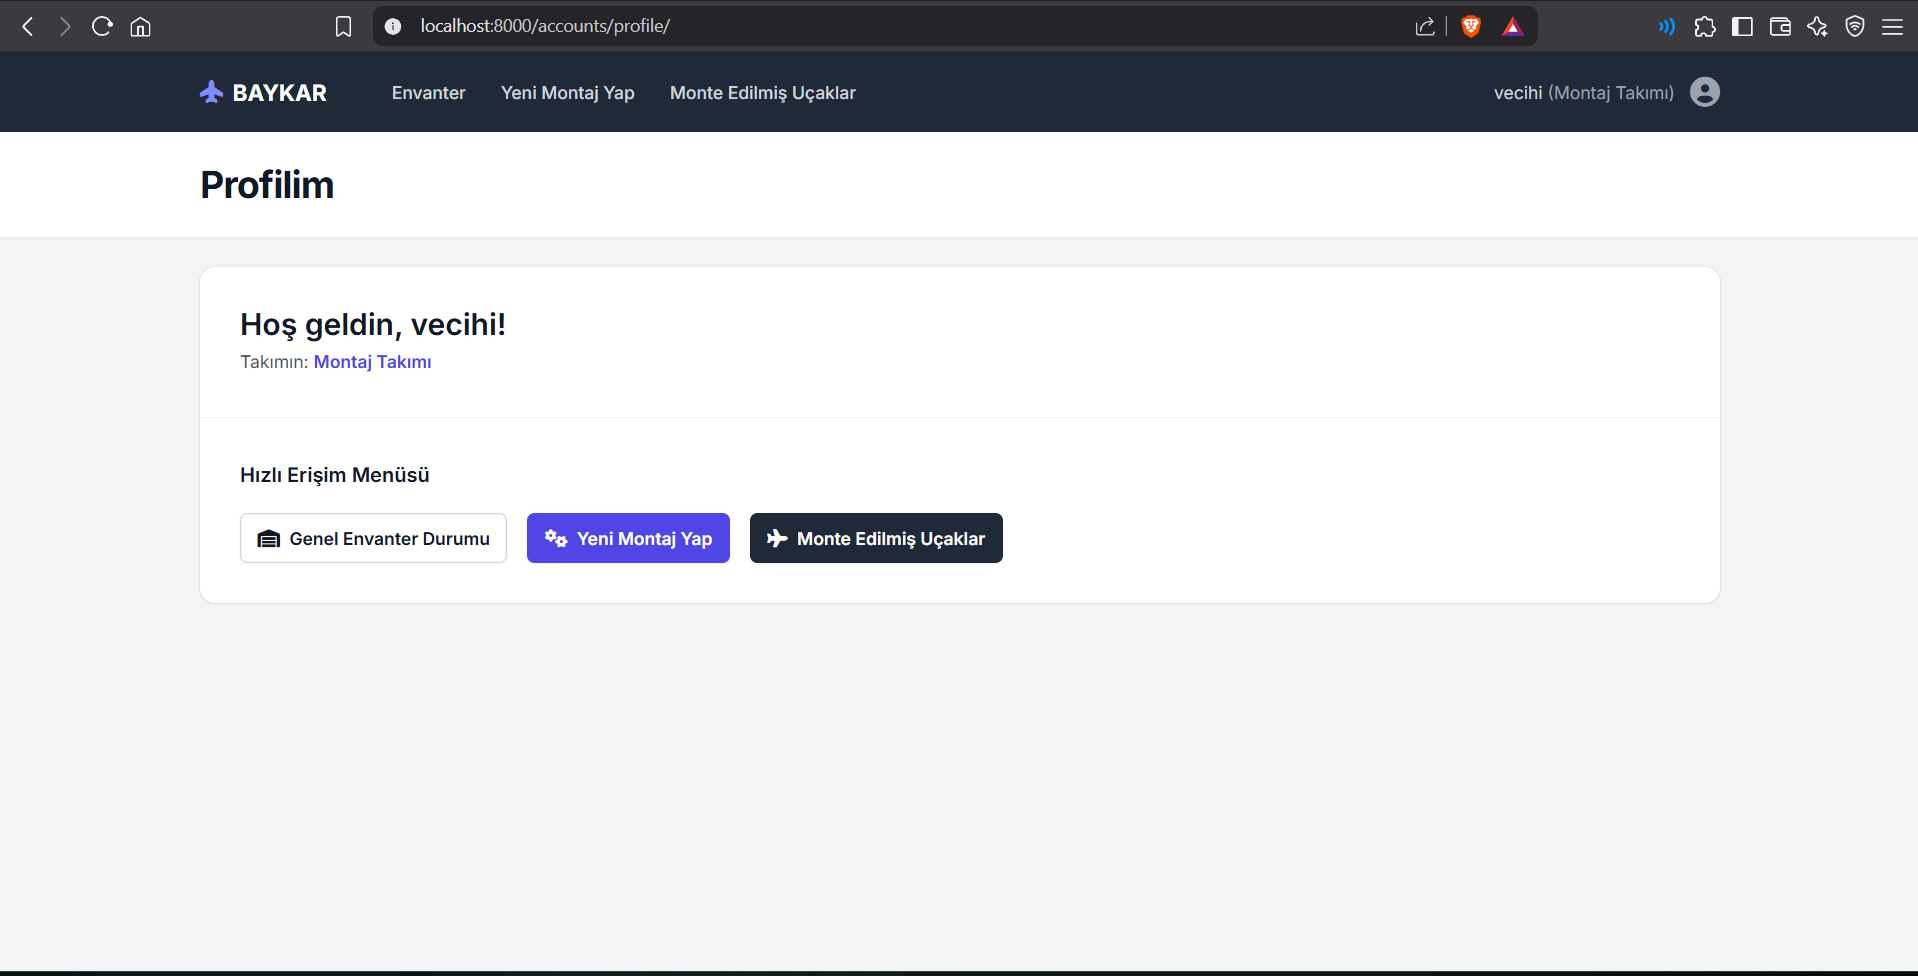 localhost:8000/accounts/profile/
BAYKAR Envanter Yeni Montaj Yap Monte Edilmiş Uçaklar vecihi (Montaj Takımı)
Profilim
Hoş geldin, vecihi!
Takımın: Montaj Takımı
Hızlı Erişim Menüsü
Genel Envanter Durumu Yeni Montaj Yap Monte Edilmiş Uçaklar